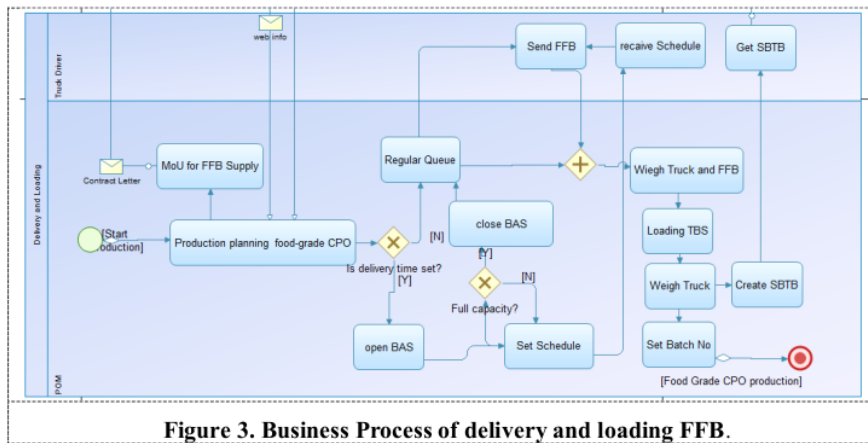 web info
Send FFB
recaive Schedule
Get SBTB
Truck Driver
Delivery and Loading
POM
Contract Letter
MoU for FFB Supply
Regular Queue
Wiegh Truck and FFB
[Start
roduction]
Production planning food-grade CPO
Is delivery time set?
[N]
[Y]
close BAS
[Y]
[N]
Full capacity?
open BAS
Set Schedule
Loading TBS
Weigh Truck
Create SBTB
Set Batch No
[Food Grade CPO production]
Figure 3. Business Process of delivery and loading FFB.